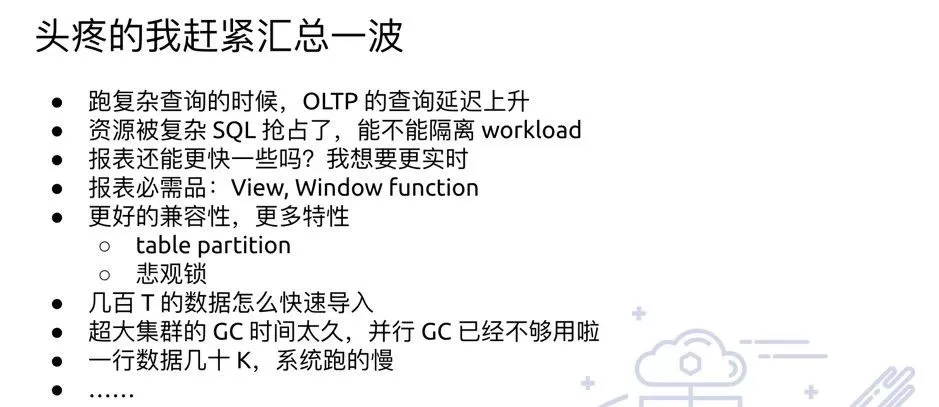 头疼的我赶紧汇总一波
● 跑复杂查询的时候，OLTP 的查询延迟上升
● 资源被复杂 SQL 抢占了，能不能隔离 workload
● 报表还能更快一些吗？我想要更实时
● 报表必需品：View, Window function
● 更好的兼容性，更多特性
○ table partition
○ 悲观锁
● 几百 T 的数据怎么快速导入
● 超大集群的 GC 时间太久，并行 GC 已经不够用啦
● 一行数据几十 K，系统跑的慢
● ……